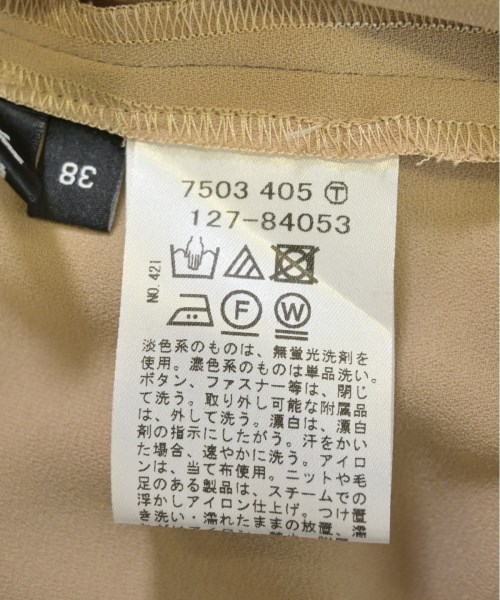 38
7503 405 Ⓣ
127-84053
NO.421
F
W
淡色系のものは、無蛍光洗剤を
使用。濃色系のものは単品洗い。
ボタン、ファスナー等は、閉じ
て洗う。取り外し可能な附属品
は、外して洗う。漂白は、漂白
剤の指示にしたがう。汗をかい
た場合、速やかに洗う。アイロ
ンは、当て布使用。ニットや毛
足のある製品は、スチームでの
浮かしアイロン仕上げ。つけ置
き洗い・濡れたままの放置、